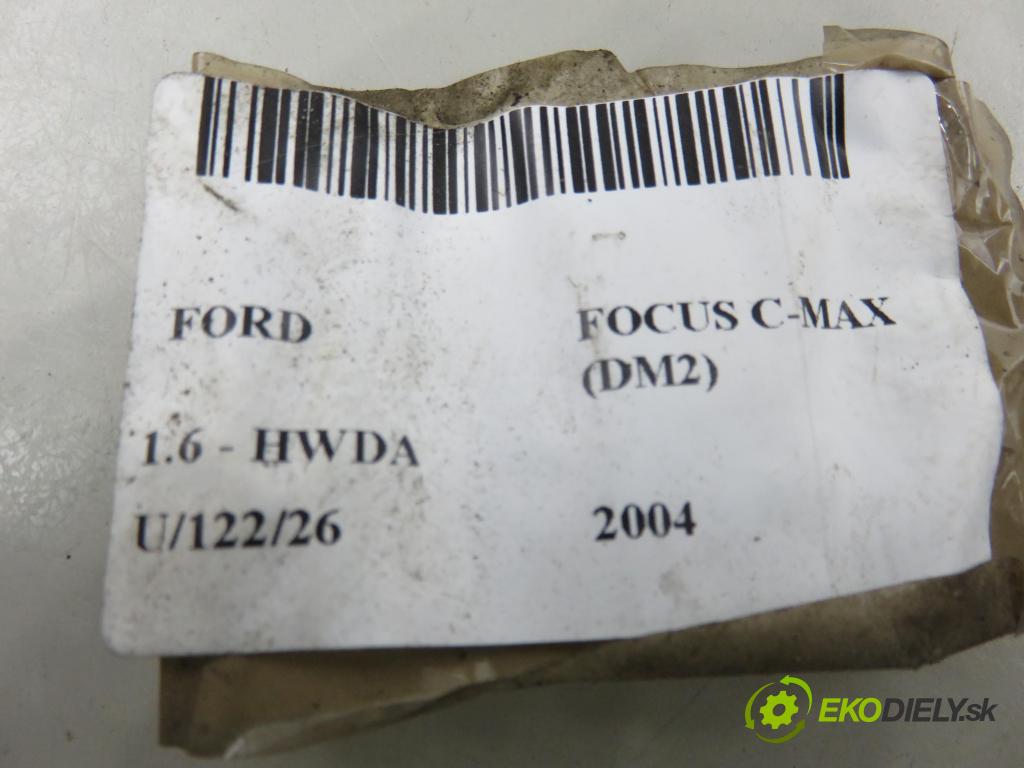 FORD
FOCUS C-MAX
(DM2)
1.6 - HWDA
U/122/26
2004
EKODIELY.sk